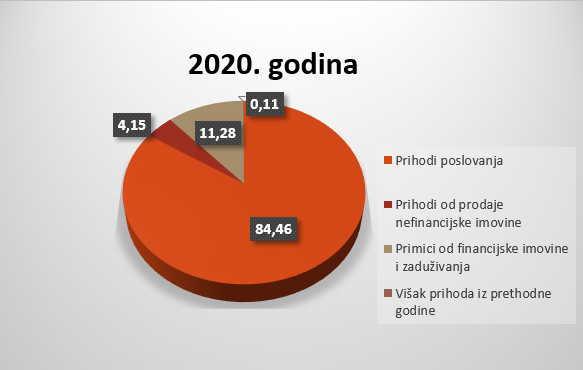 2020. godina
0,11
4,15
11,28
84,46
Prihodi poslovanja
Prihodi od prodaje
nefinancijske imovine
Primici od financijske imovine
i zaduživanja
Višak prihoda iz prethodne
godine